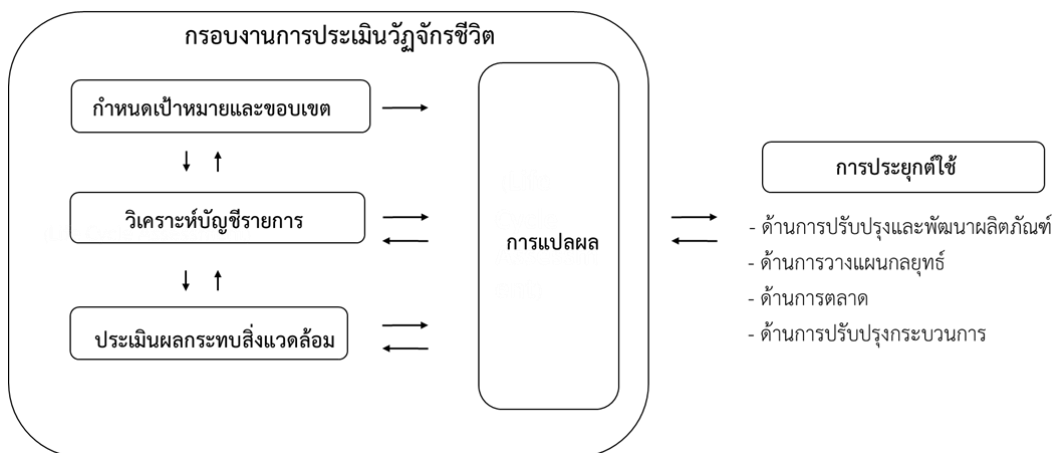 กรอบงานการประเมินวัฏจักรชีวิต
กำหนดเป้าหมายและขอบเขต
วิเคราะห์บัญชีรายการ
ประเมินผลกระทบสิ่งแวดล้อม
การแปลผล
การประยุกต์ใช้
- ด้านการปรับปรุงและพัฒนาผลิตภัณฑ์
- ด้านการวางแผนกลยุทธ์
- ด้านการตลาด
- ด้านการปรับปรุงกระบวนการ